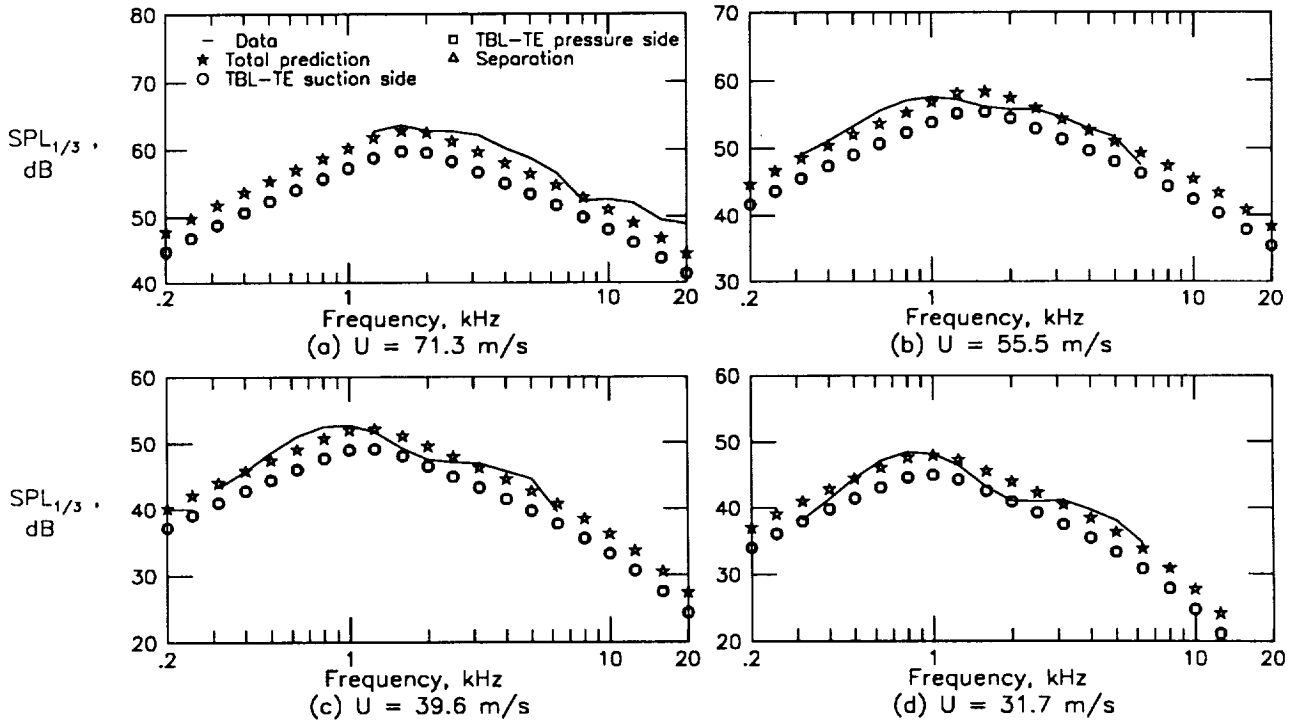 80
70
60
50
40
SPL1/3 ,
dB
— Data
☆ Total prediction
○ TBL-TE suction side
□ TBL-TE pressure side
△ Separation
.2 1 10 20
Frequency, kHz
(a) U = 71.3 m/s
70
60
50
40
30
.2 1 10 20
Frequency, kHz
(b) U = 55.5 m/s
60
50
40
30
20
SPL1/3 ,
dB
.2 1 10 20
Frequency, kHz
(c) U = 39.6 m/s
60
50
40
30
20
.2 1 10 20
Frequency, kHz
(d) U = 31.7 m/s